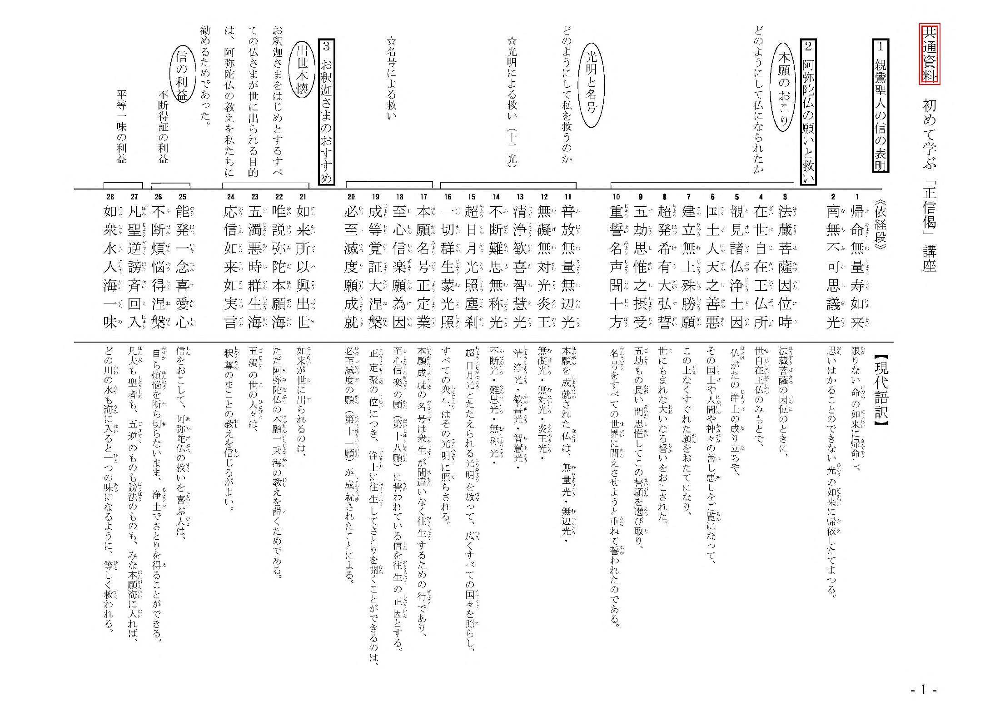 共通資料 初めて学ぶ「正信偈」講座
1 親鸞聖人の信の表明
《依経段》
【現代語訳】
1 帰命無量寿如来
限りない命の如来に帰命し、
2 南無不可思議光
思いはかることのできない光の如来に帰依したてまつる。
2 阿弥陀仏の願いと救い
本願のおこり
どのようにして仏になられたか
3 法蔵菩薩因位時
法蔵菩薩の因位のときに、
4 在世自在王仏所
世自在王仏のみもとで、
5 覩見諸仏浄土因
仏がたの浄土の成り立ちや、
6 国土人天之善悪
その国土や人間や神々の善し悪しをご覧になって、
7 建立無上殊勝願
この上なくすぐれた願をおたてになり、
8 超発希有大弘誓
世にもまれな大いなる誓いをおこされた。
9 五劫思惟之摂受
五劫もの長い間思惟してこの誓願を選び取り、
10 重誓名声聞十方
名号をすべての世界に聞えさせようと重ねて誓われたのである。
光明と名号
どのようにして私を救うのか
11 普放無量無辺光
本願を成就された仏は、無量光・無辺光・
12 無礙無対光炎王
無礙光・無対光・炎王光・
13 清浄歓喜智慧光
清浄光・歓喜光・智慧光・
☆光明による救い（十二光）
14 不断難思無称光
不断光・難思光・無称光・
15 超日月光照塵刹
超日月光とたたえられる光明を放って、広くすべての国々を照らし、
16 一切群生蒙光照
すべての衆生はその光明に照らされる。
17 本願名号正定業
本願成就の名号は衆生が間違いなく往生するための行であり、
18 至心信楽願為因
至心信楽の願（第十八願）に誓われている信を往生の正因とする。
☆名号による救い
19 成等覚証大涅槃
正定聚の位につき、浄土に往生してさとりを開くことができるのは、
20 必至滅度願成就
必至滅度の願（第十一願）が成就されたことによる。
3 お釈迦さまのおすすめ
出世本懐
お釈迦さまをはじめとするすべ
ての仏さまが世に出られる目的
は、阿弥陀仏の教えを私たちに
勧めるためであった。
21 如来所以興出世
如来が世に出られるのは、
22 唯説弥陀本願海
ただ阿弥陀仏の本願一乗海の教えを説くためである。
23 五濁悪時群生海
五濁の世の人々は、
24 応信如来如実言
釈尊のまことの教えを信じるがよい。
信の利益
不断得証の利益
25 能発一念喜愛心
信をおこして、阿弥陀仏の救いを喜ぶ人は、
26 不断煩悩得涅槃
自ら煩悩を断ち切らないまま、浄土でさとりを得ることができる。
平等一味の利益
27 凡聖逆謗斉回入
凡夫も聖者も、五逆のものも謗法のものも、みな本願海に入れば、
28 如衆水入海一味
どの川の水も海に入ると一つの味になるように、等しく救われる。
- 1 -